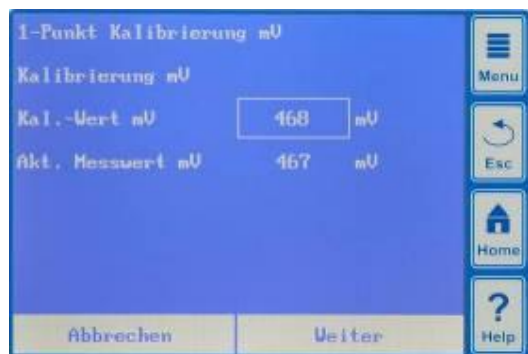 1-Punkt Kalibrierung mV
Kalibrierung mV
Kal.-Wert mV 468 mV
Akt. Messwert mV 467 mV
Abbrechen Weiter
Menu
Esc
Home
? Help